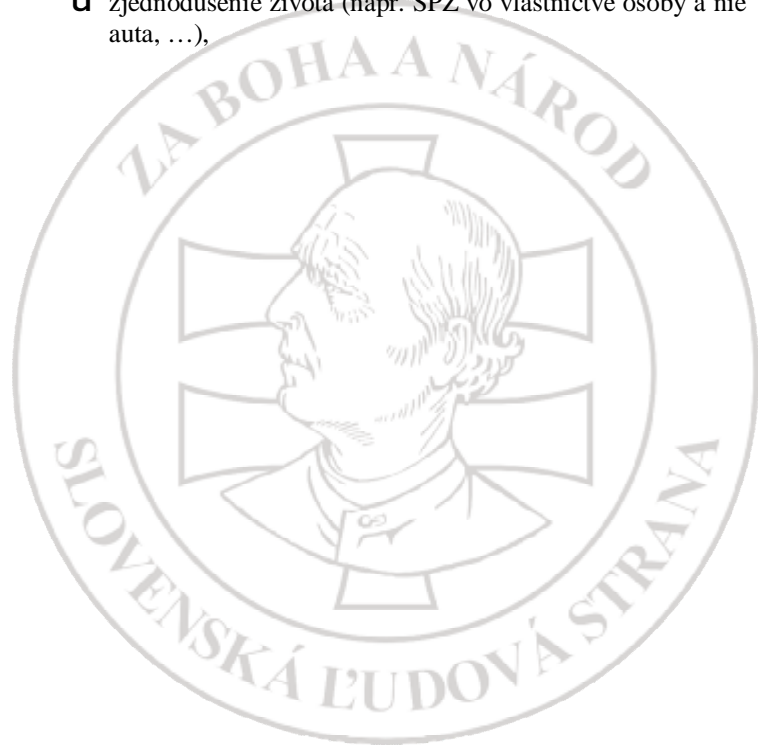 ü zjednodušenie života (napr. ŠPZ vo vlastníctve osoby a nie
auta, …),
ZA BOHA A NÁROD
SLOVENSKÁ ĽUDOVÁ STRANA